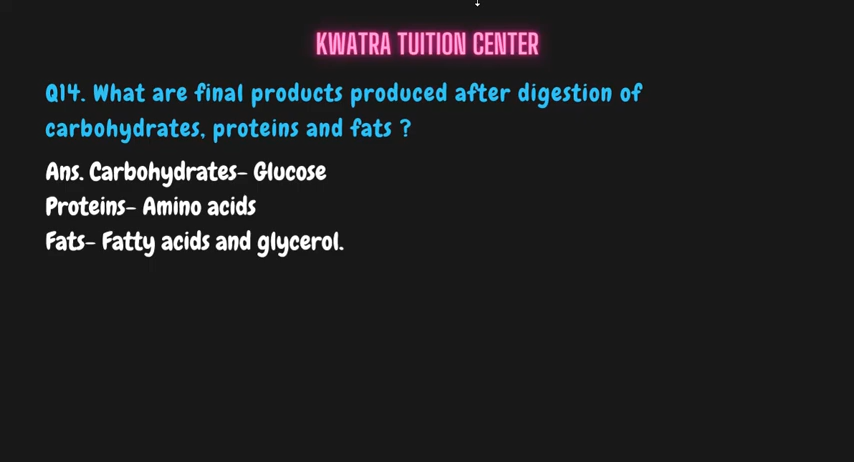 KWATRA TUITION CENTER
Q14. What are final products produced after digestion of
carbohydrates, proteins and fats ?
Ans. Carbohydrates- Glucose
Proteins- Amino acids
Fats- Fatty acids and glycerol.